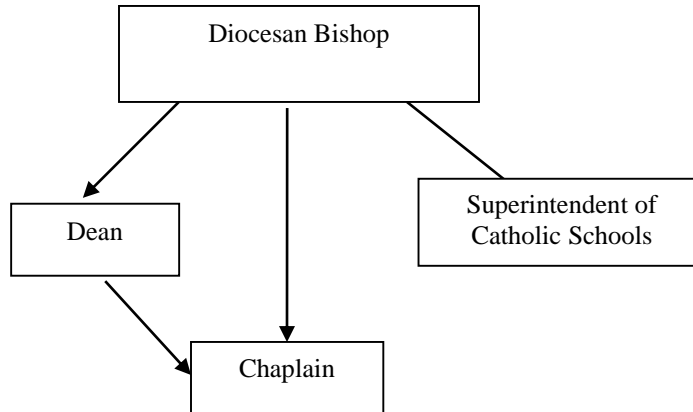 Diocesan Bishop
Dean
Superintendent of
Catholic Schools
Chaplain